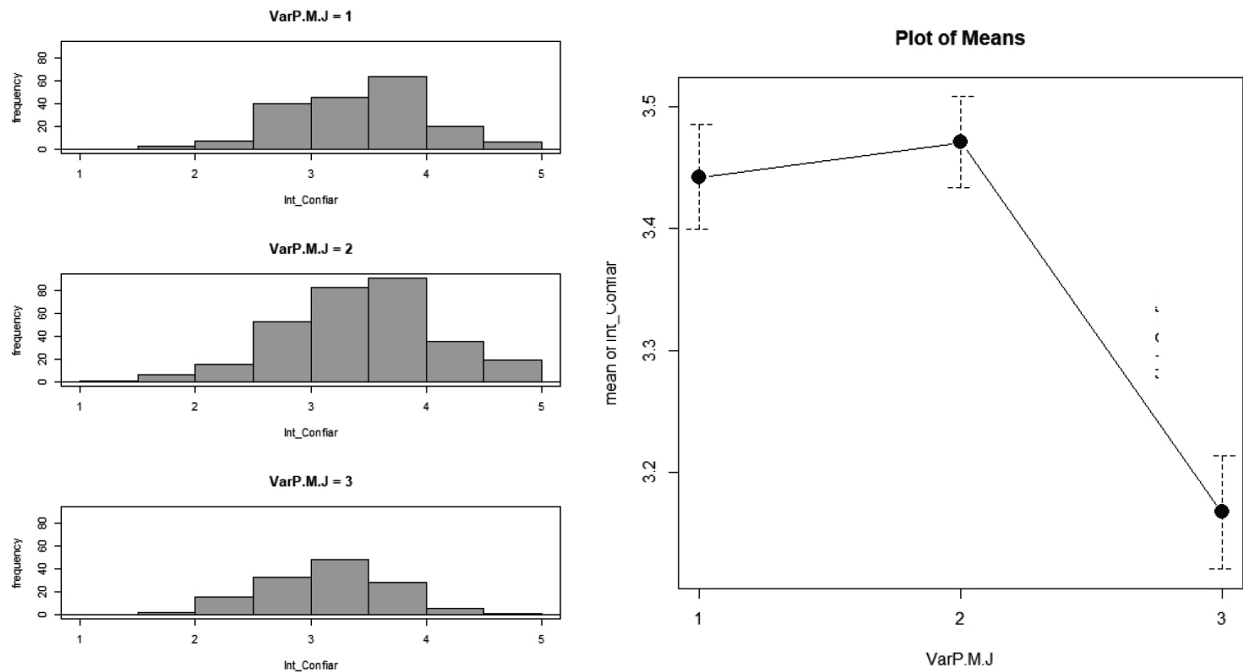 VarP.M.J = 1
frequency
80
60
40
20
0
1 2 3 4 5
Int_Confiar
VarP.M.J = 2
frequency
80
60
40
20
0
1 2 3 4 5
Int_Confiar
VarP.M.J = 3
frequency
80
60
40
20
0
1 2 3 4 5
Int_Confiar
Plot of Means
mean of Int_Confiar
3.5
3.4
3.3
3.2
1 2 3
VarP.M.J